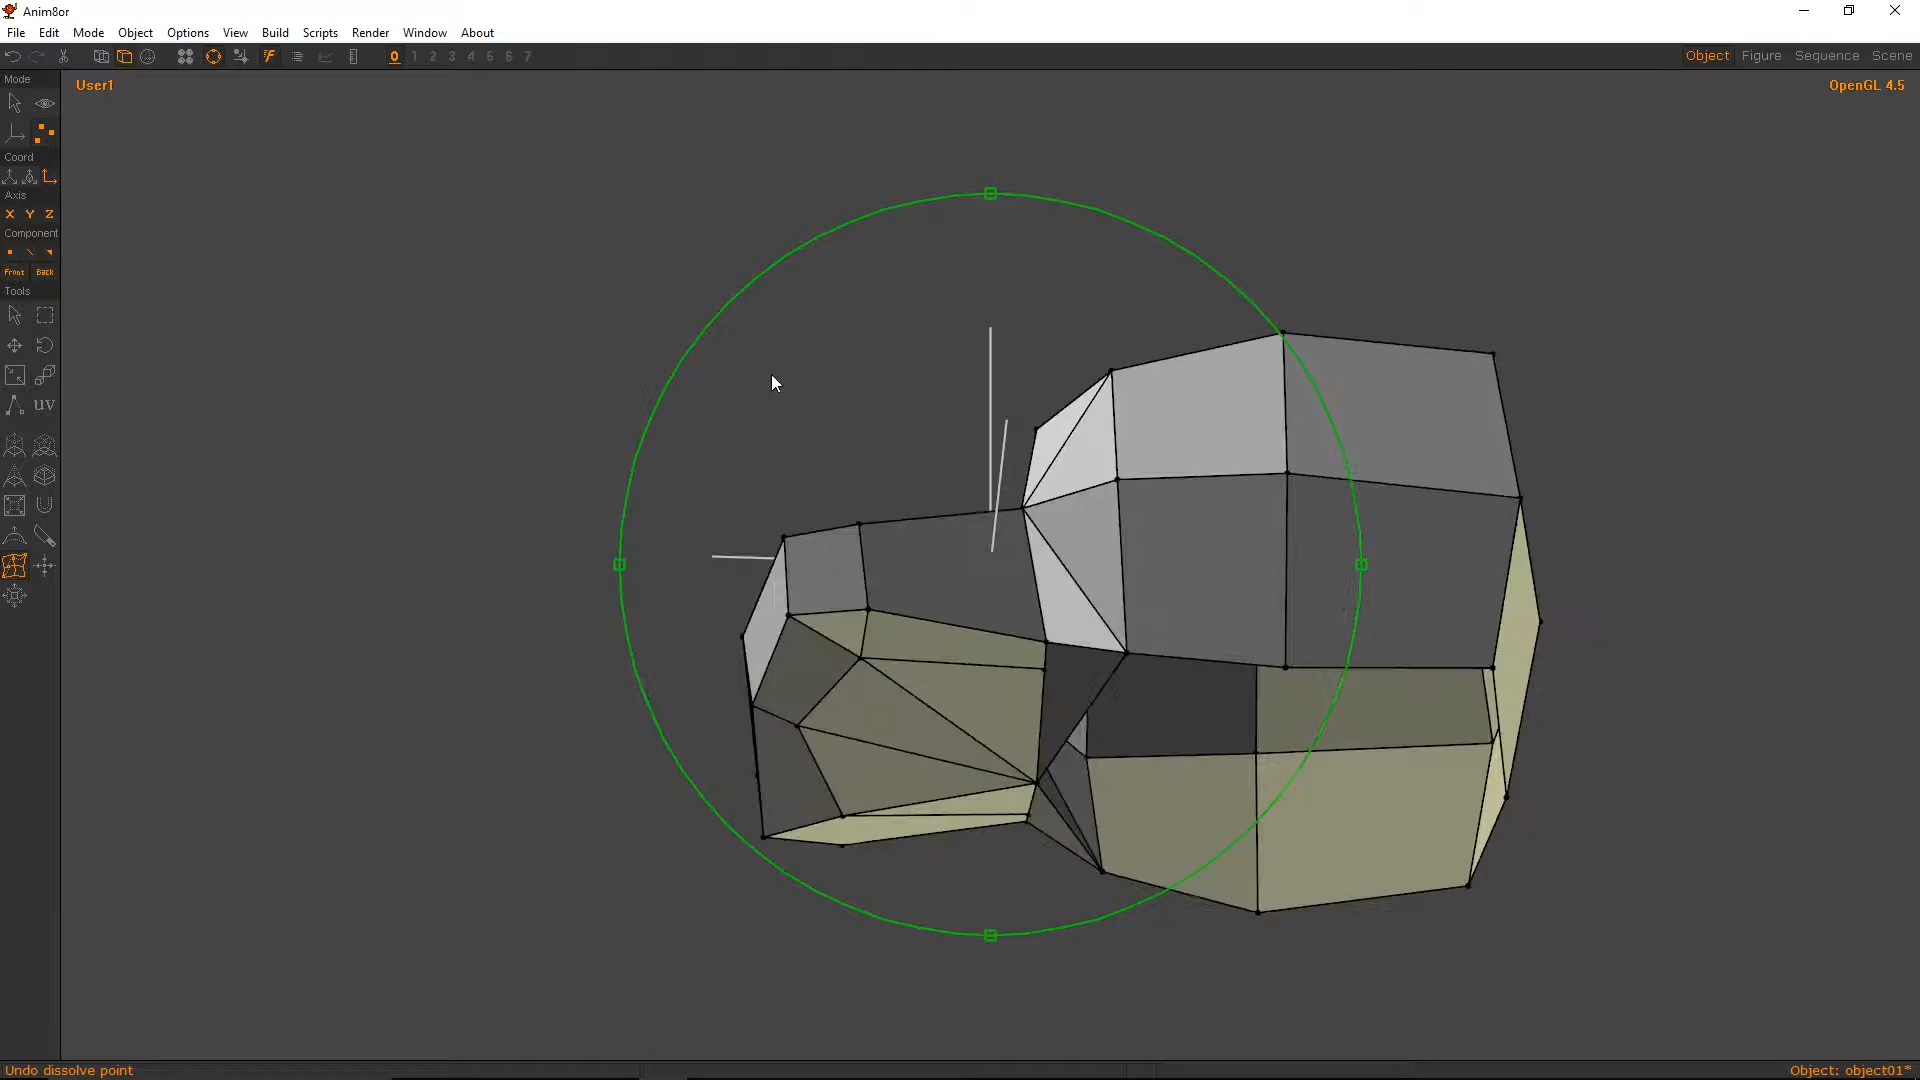 Anim8or
File Edit Mode Object Options View Build Scripts Render Window About
0 1 2 3 4 5 6 7
Object Figure Sequence Scene
Mode
User1
OpenGL 4.5
Coord
Axis
X Y Z
Component
Front Back
Tools
UV
Undo dissolve point
Object: object01*